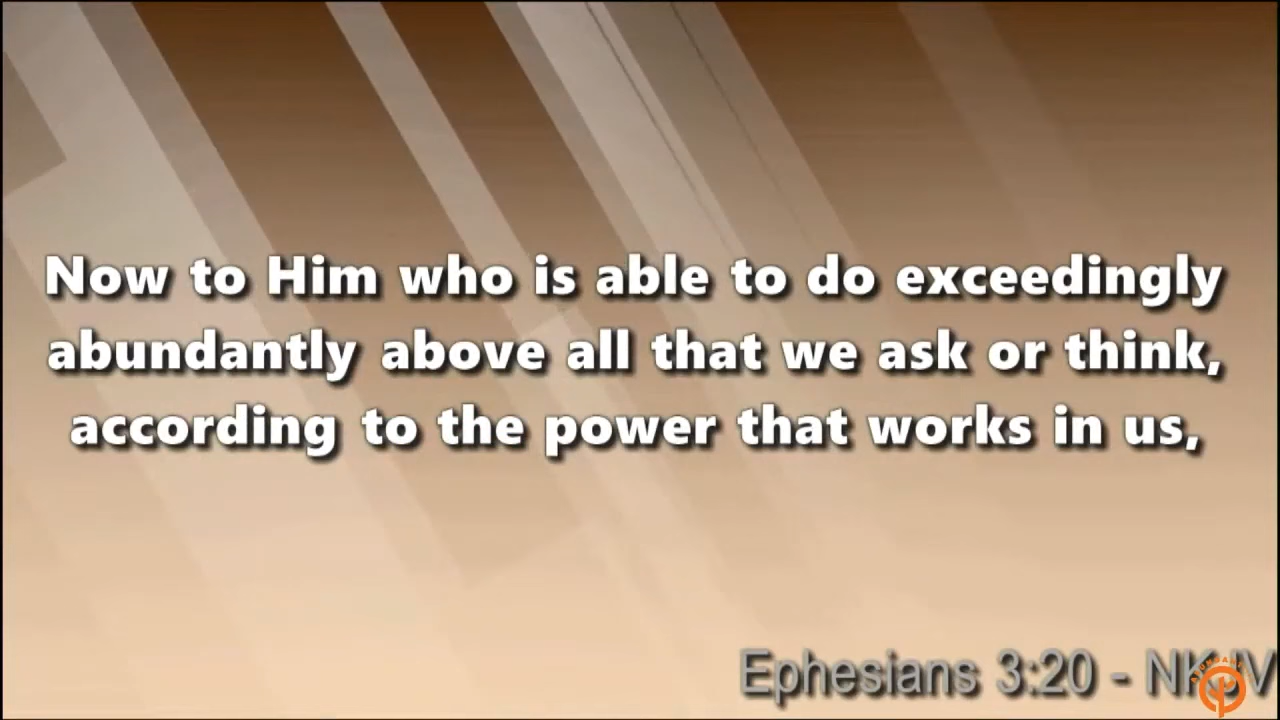 Now to Him who is able to do exceedingly
abundantly above all that we ask or think,
according to the power that works in us,
Ephesians 3:20 - NKJV